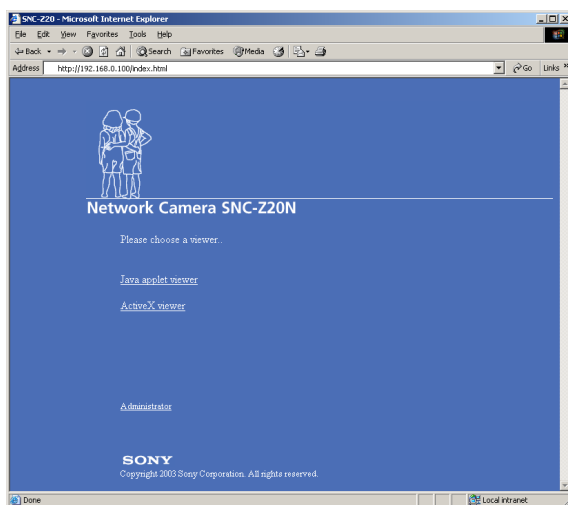 SNC-Z20 - Microsoft Internet Explorer
File Edit View Favorites Tools Help
Back Search Favorites Media
Address http://192.168.0.100/index.html Go Links »
Network Camera SNC-Z20N
Please choose a viewer..
Java applet viewer
ActiveX viewer
Administrator
SONY
Copyright 2003 Sony Corporation. All rights reserved.
Done Local intranet